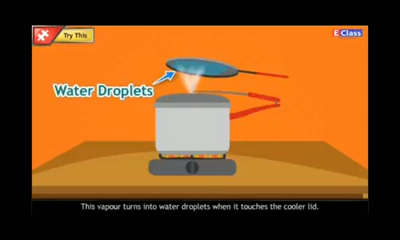 Try This
E Class
Water Droplets
This vapour turns into water droplets when it touches the cooler lid.